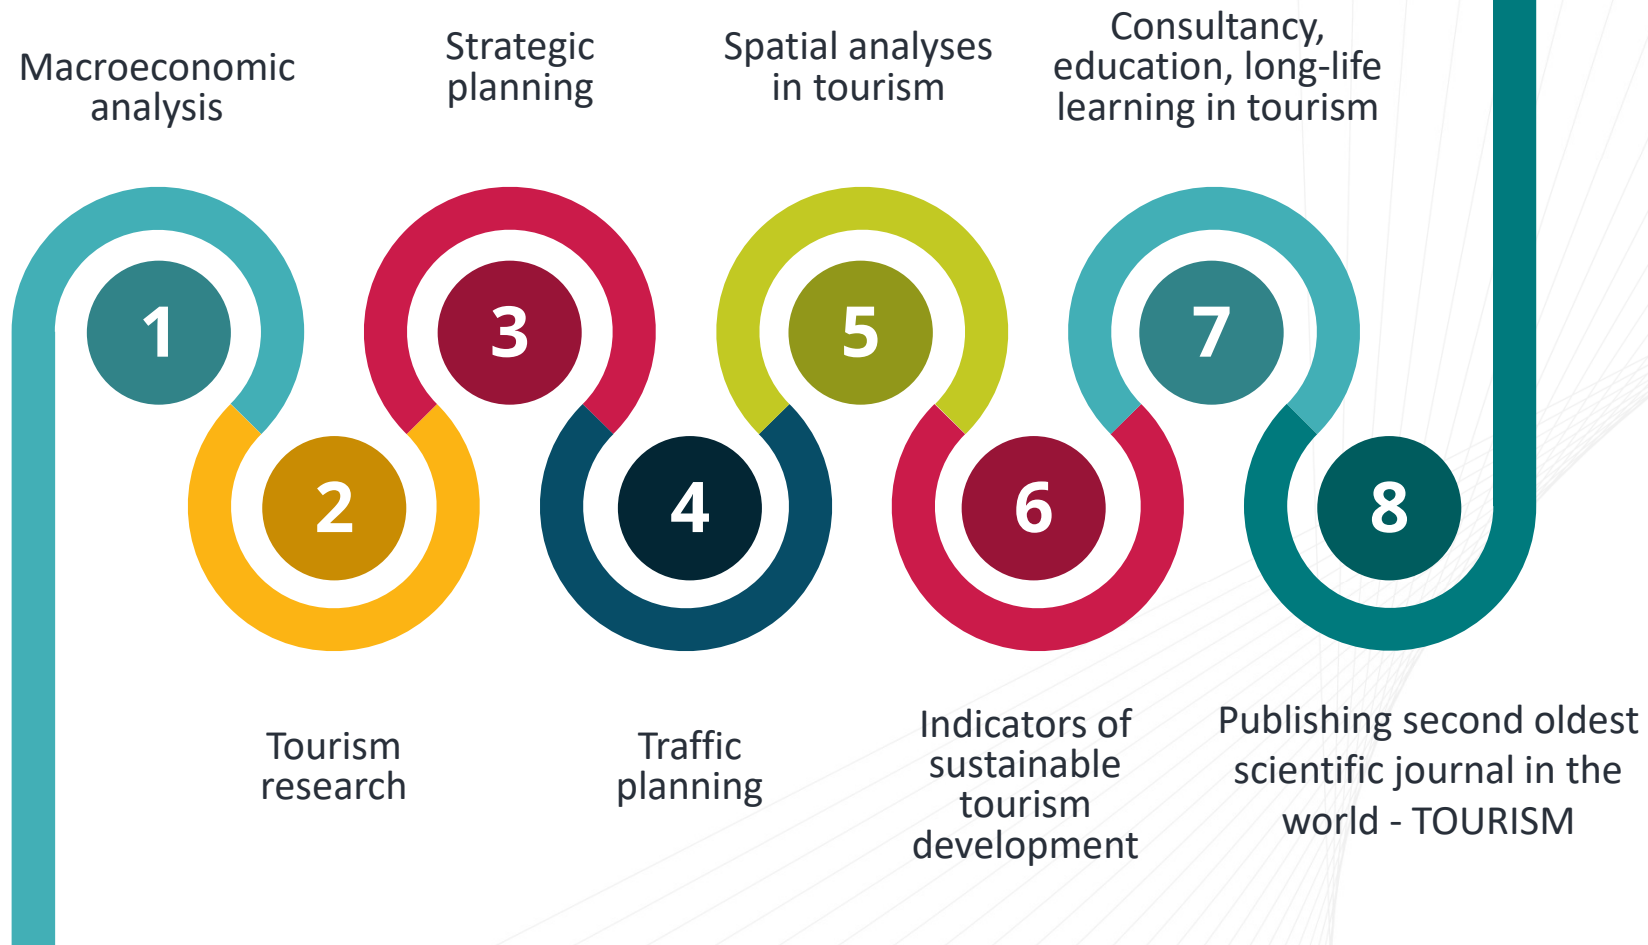 Macroeconomic
analysis
1
Tourism
research
2
Strategic
planning
3
Traffic
planning
4
Spatial analyses
in tourism
5
Indicators of
sustainable
tourism
development
6
Consultancy,
education, long-life
learning in tourism
7
Publishing second oldest
scientific journal in the
world - TOURISM
8